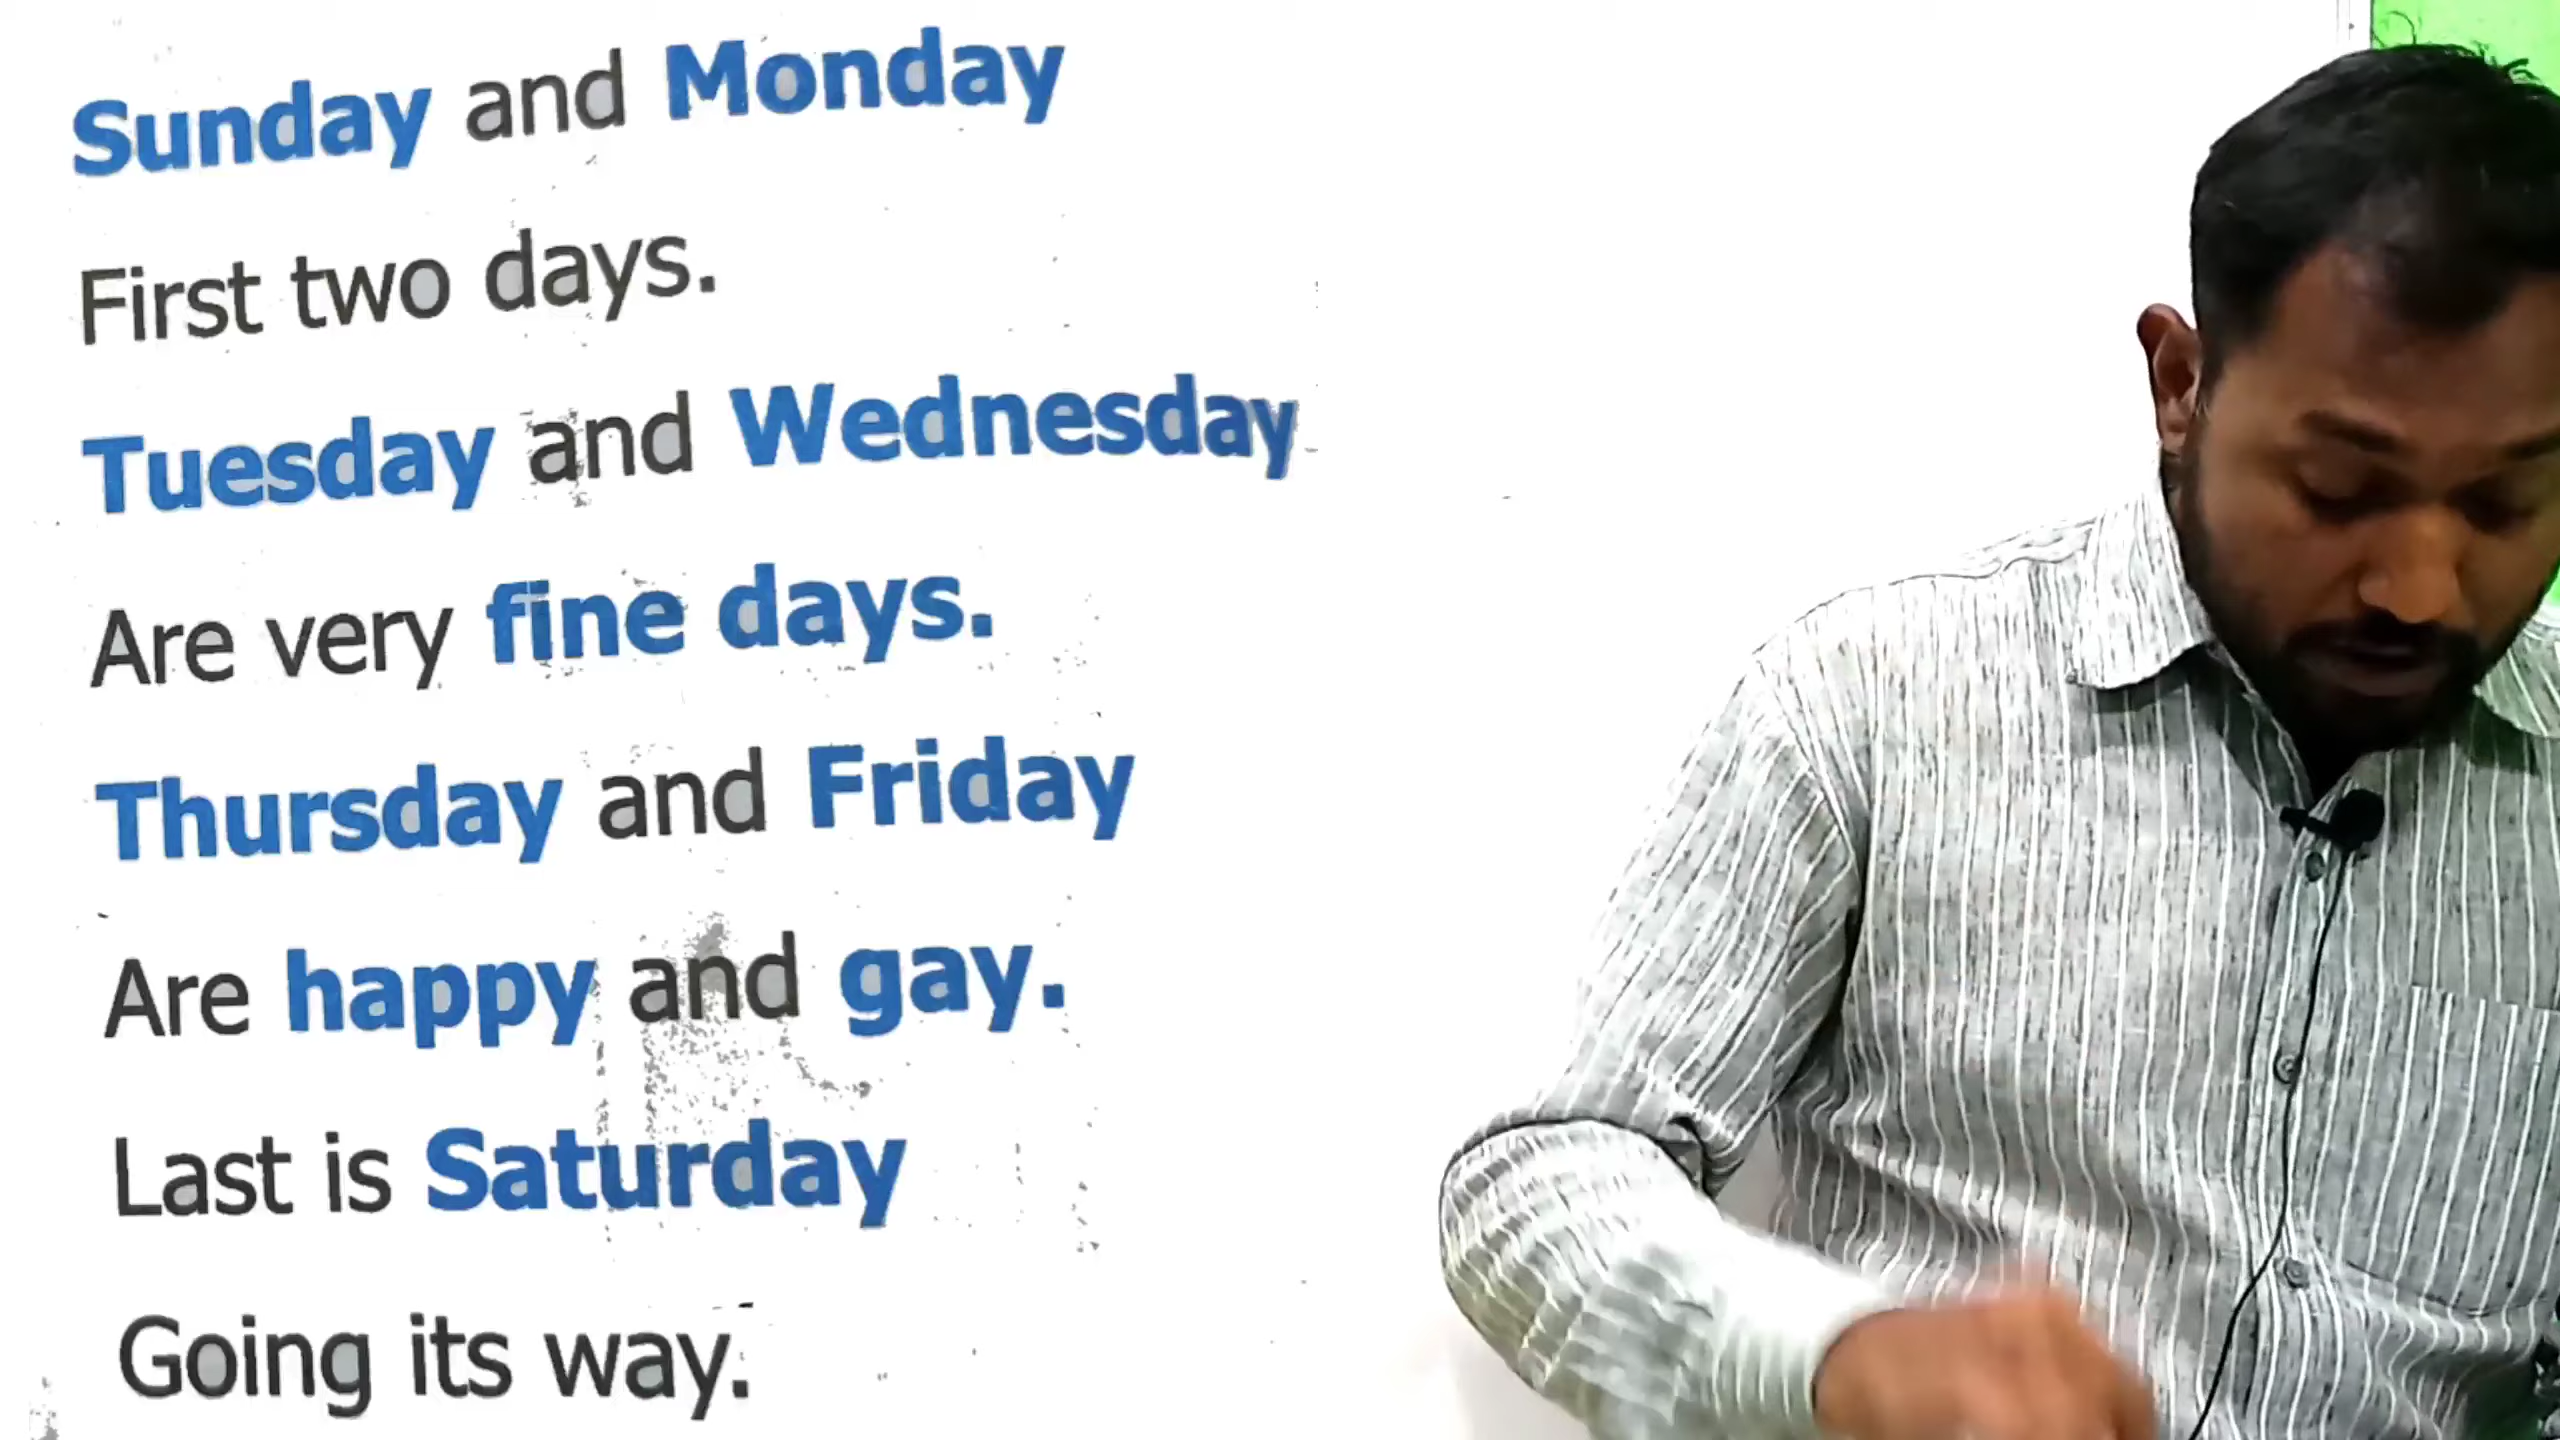 Sunday and Monday
First two days.
Tuesday and Wednesday
Are very fine days.
Thursday and Friday
Are happy and gay.
Last is Saturday
Going its way.